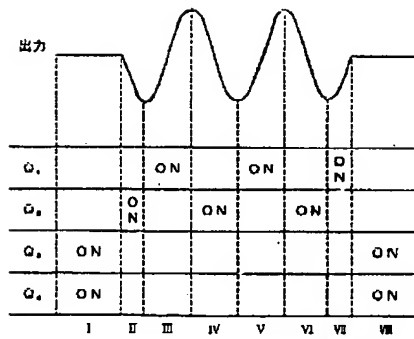 出力
Q₁ ON ON ON
Q₂ ON ON ON
Q₃ ON ON
Q₄ ON ON
I II III IV V VI VII VIII